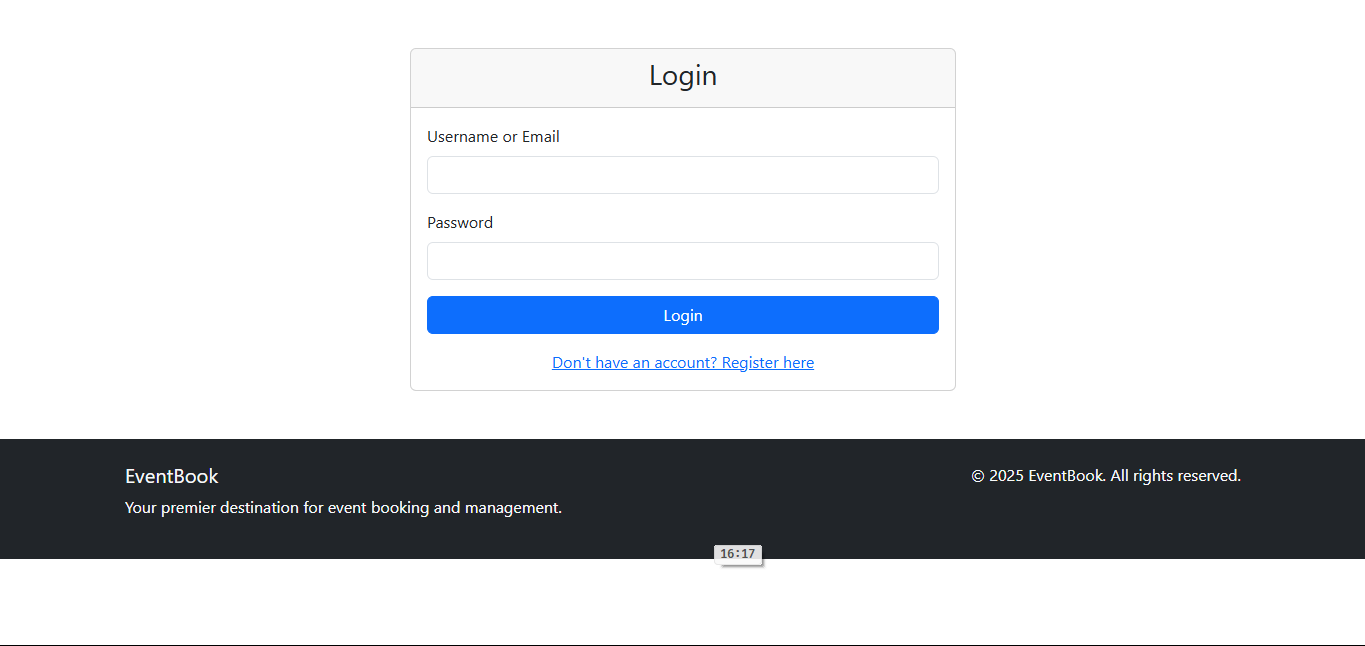 Login
Username or Email
Password
Login
Don't have an account? Register here
EventBook
© 2025 EventBook. All rights reserved.
Your premier destination for event booking and management.
16:17